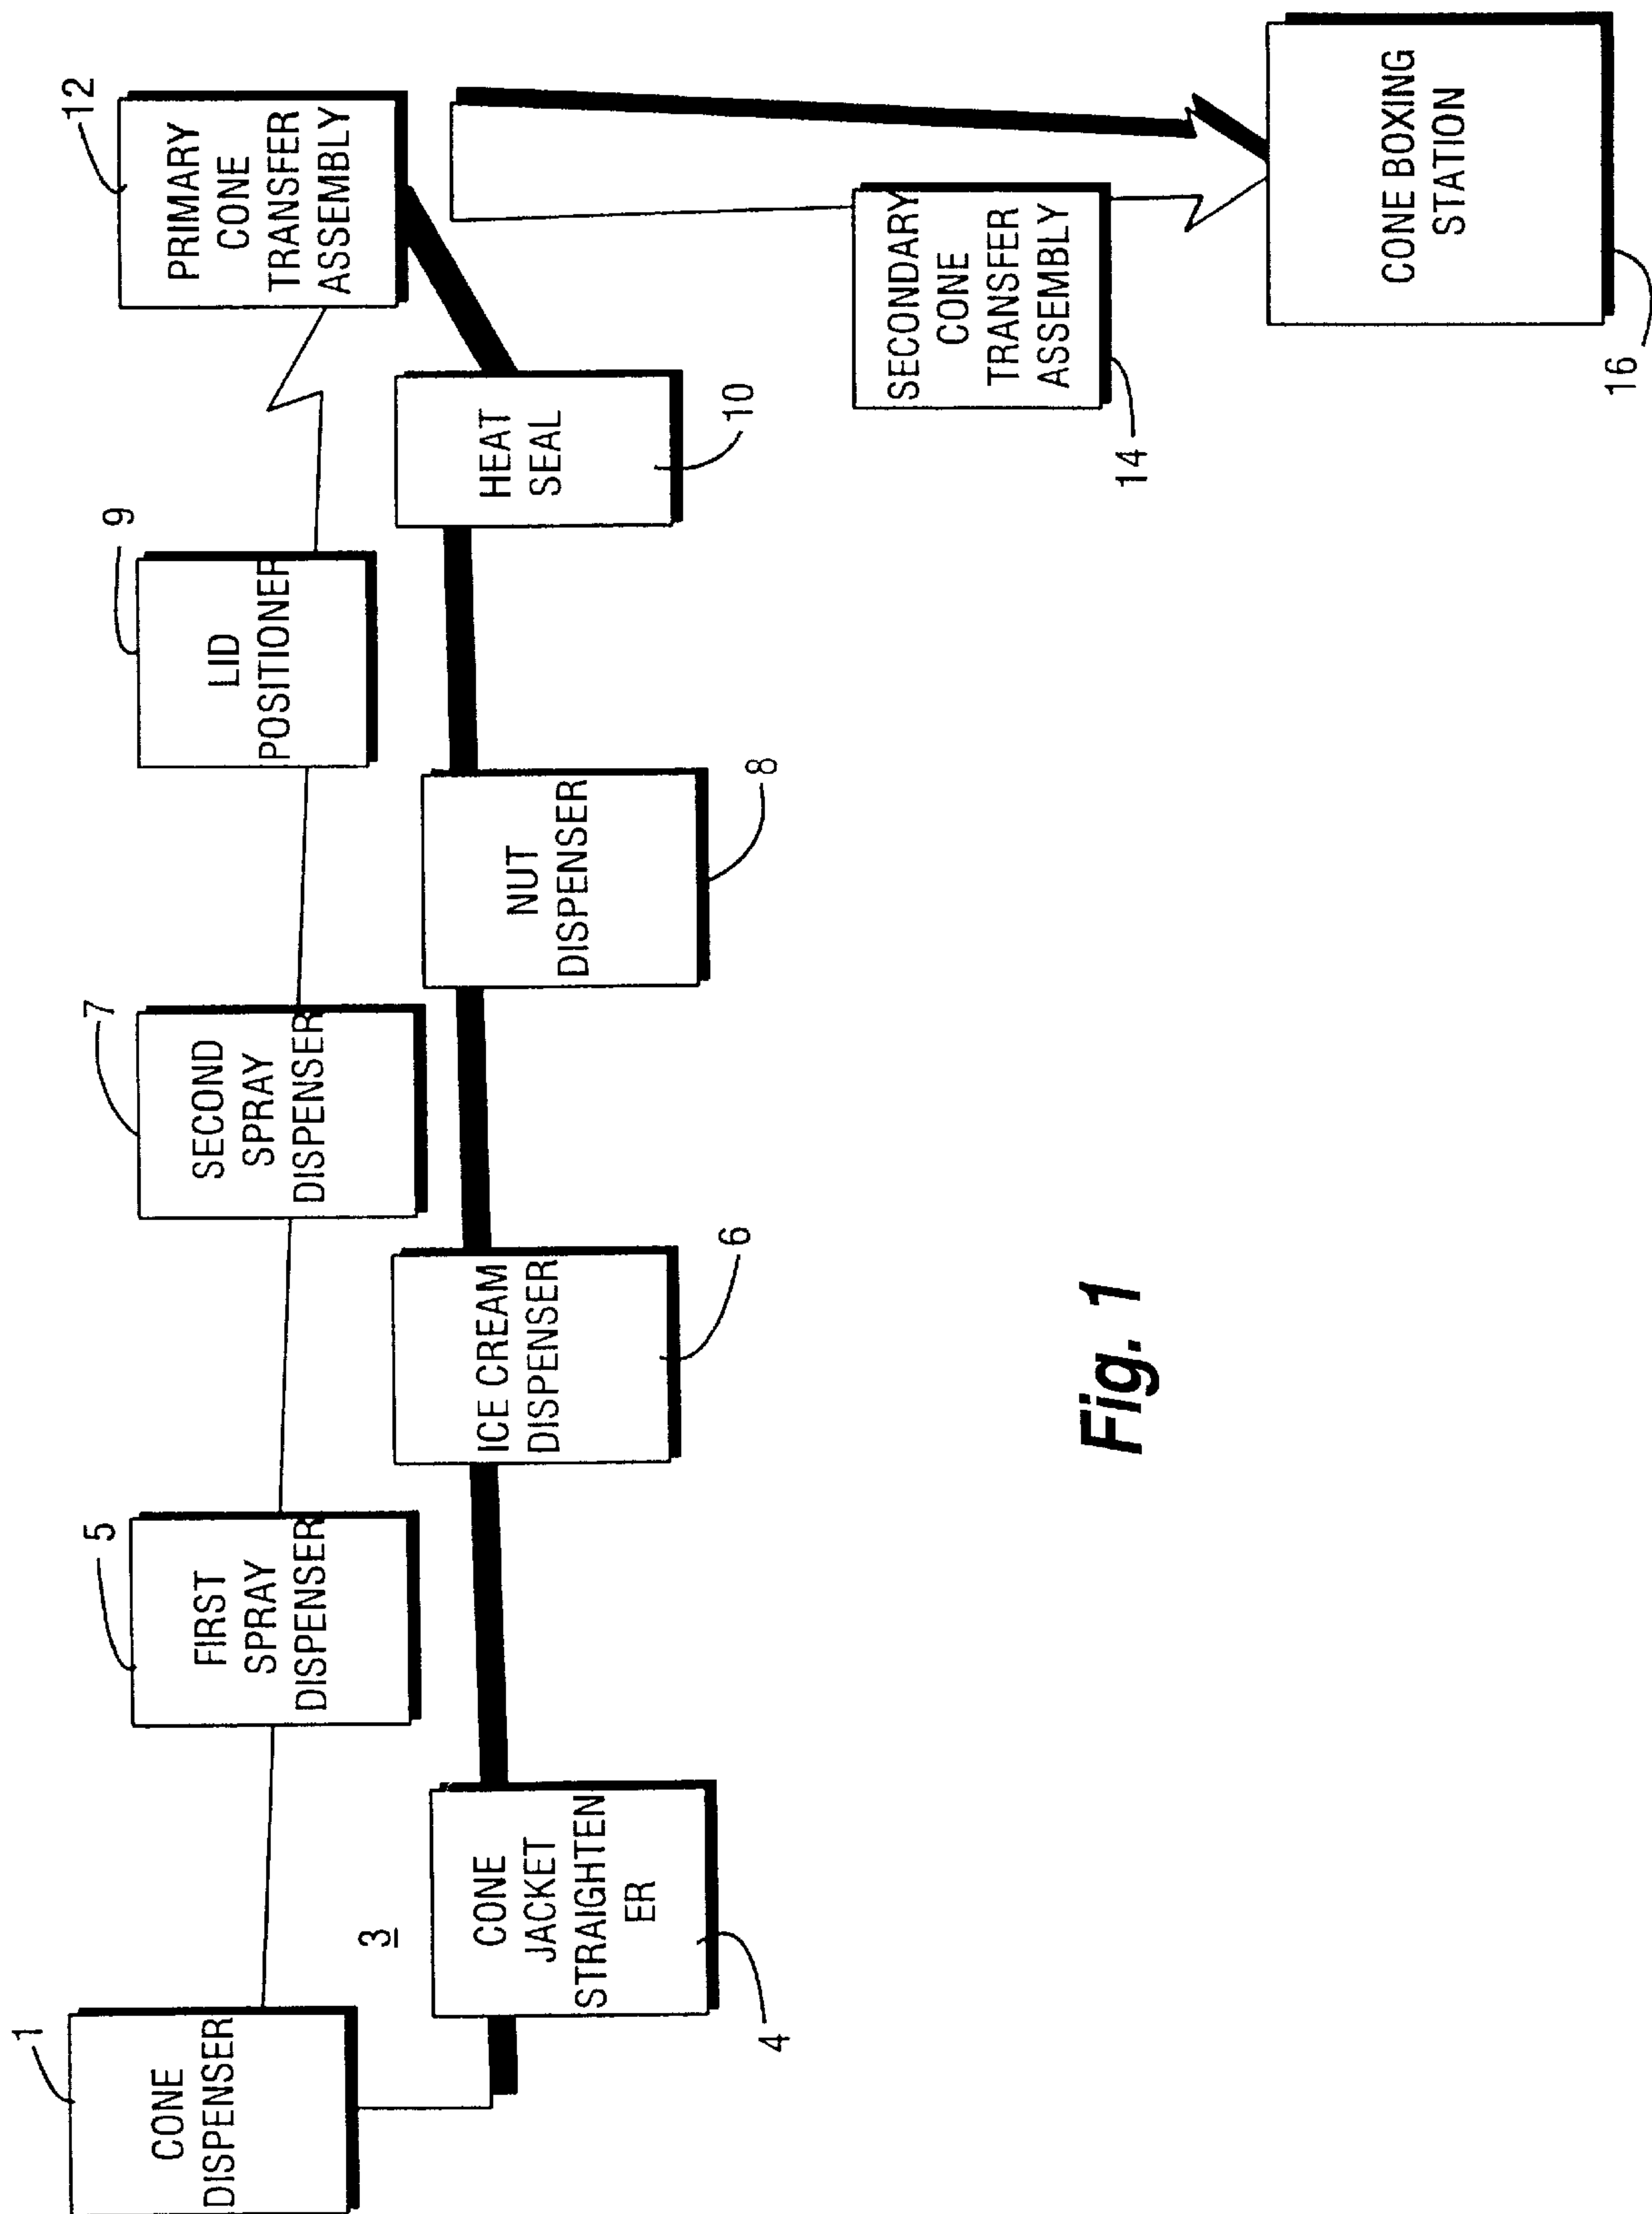 1
CONE
DISPENSER
3
CONE
JACKET
STRAIGHTEN
ER
4
5
FIRST
SPRAY
DISPENSER
ICE CREAM
DISPENSER
6
7
SECOND
SPRAY
DISPENSER
NUT
DISPENSER
8
9
LID
POSITIONER
HEAT
SEAL
10
12
PRIMARY
CONE
TRANSFER
ASSEMBLY
SECONDARY
CONE
TRANSFER
ASSEMBLY
14
CONE BOXING
STATION
16
Fig. 1